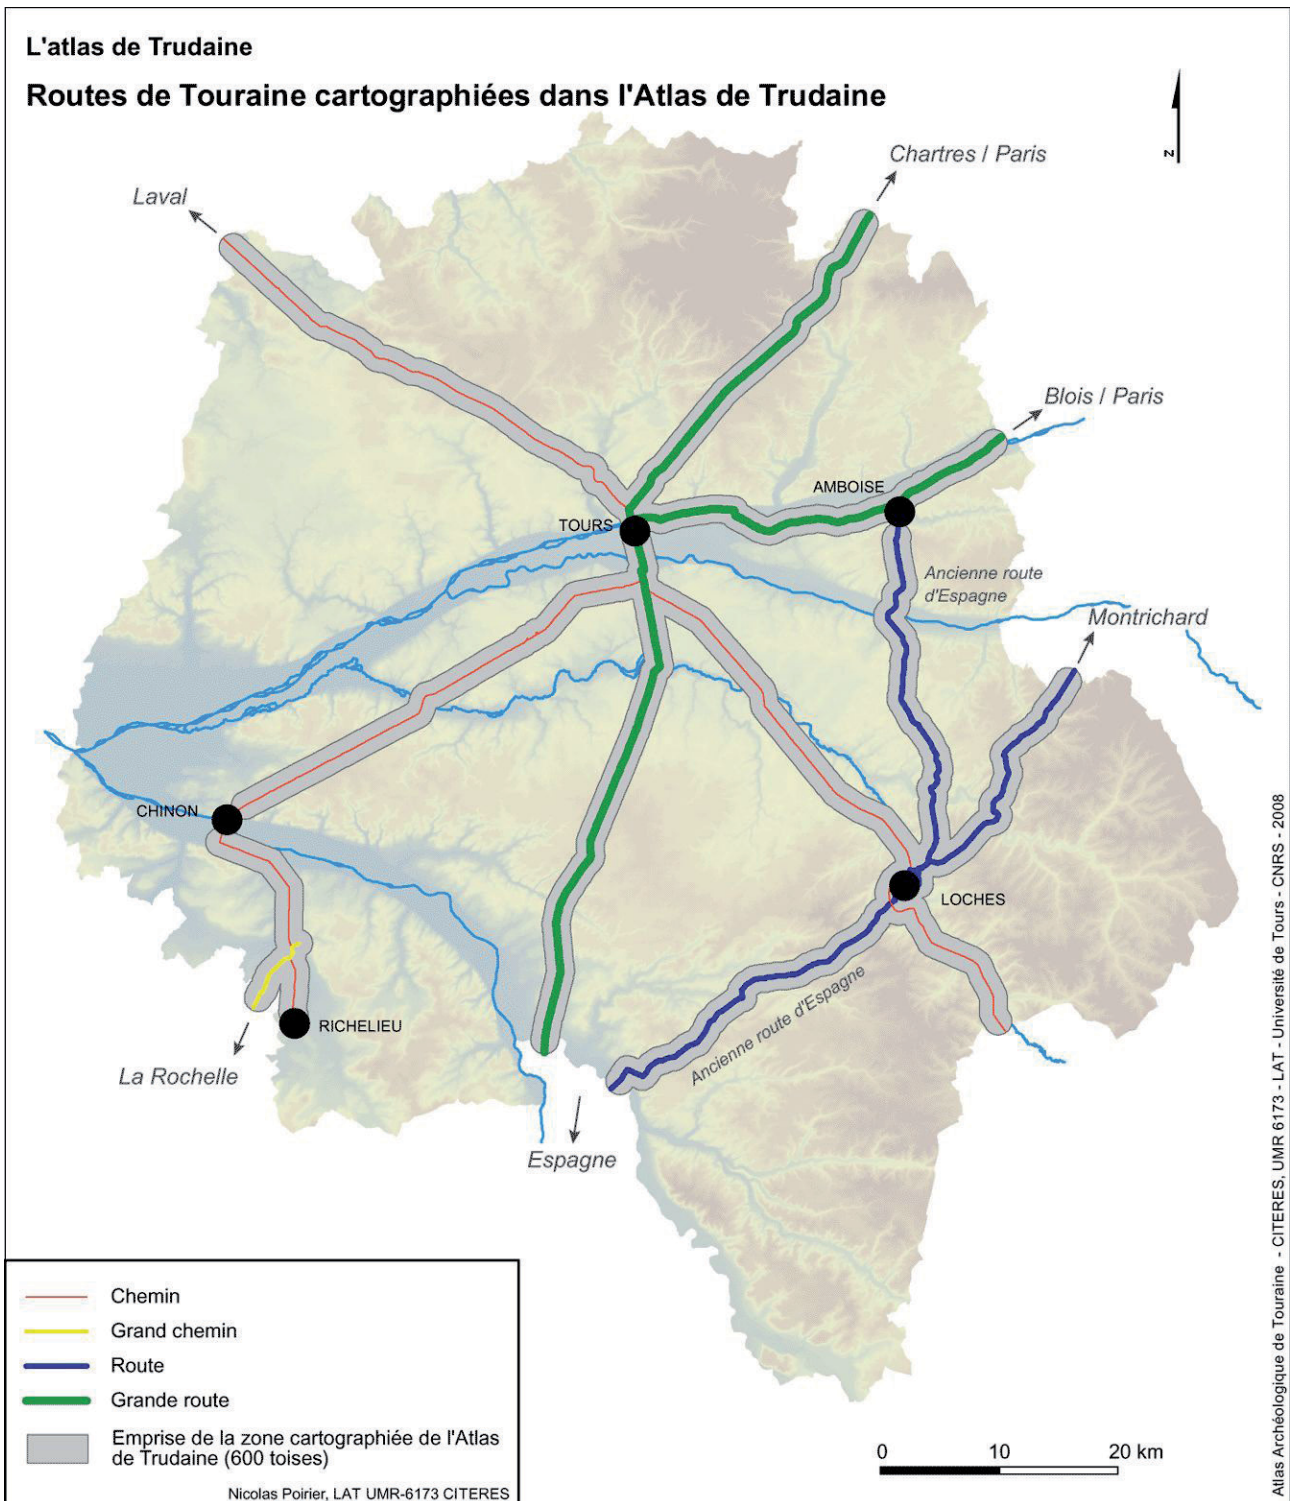 L'atlas de Trudaine
Routes de Touraine cartographiées dans l'Atlas de Trudaine
N
Chartres / Paris
Laval
Blois / Paris
AMBOISE
TOURS
Ancienne route
d'Espagne
Montrichard
CHINON
LOCHES
Ancienne route d'Espagne
RICHELIEU
La Rochelle
Espagne
Chemin
Grand chemin
Route
Grande route
Emprise de la zone cartographiée de l'Atlas
de Trudaine (600 toises)
Nicolas Poirier, LAT UMR-6173 CITERES
0 10 20 km
Atlas Archéologique de Touraine - CITERES, UMR 6173 - LAT - Université de Tours - CNRS - 2008